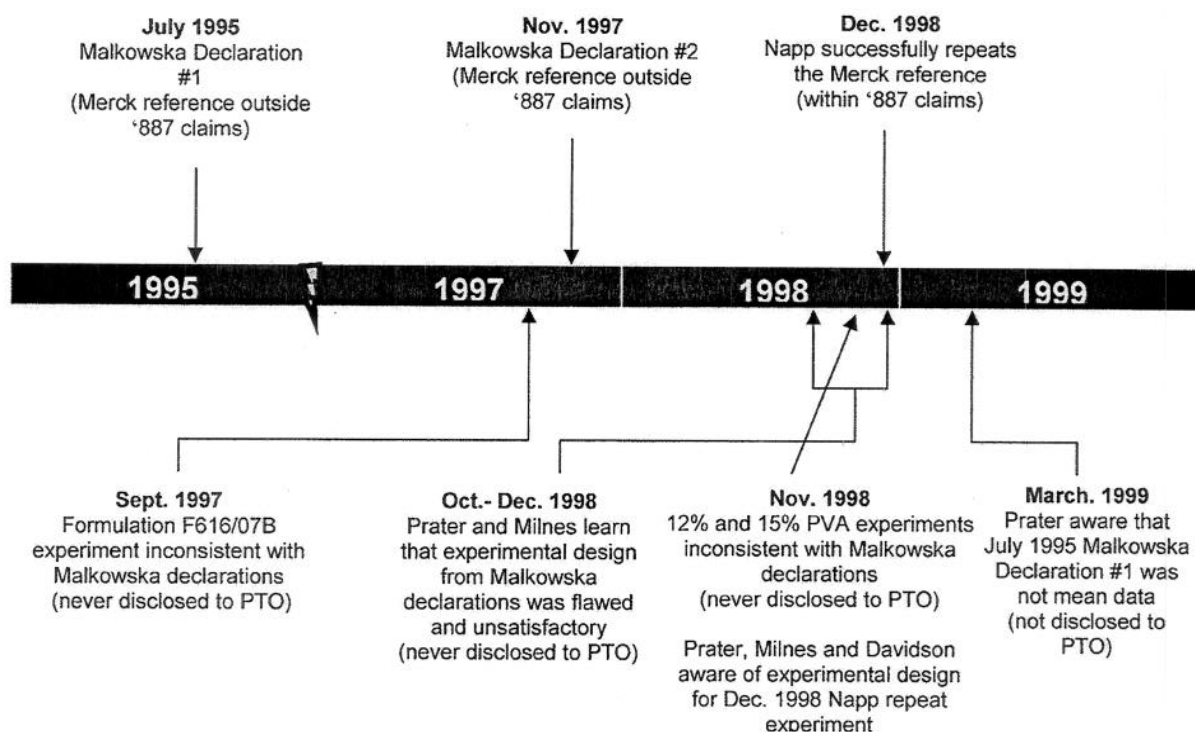 July 1995
Malkowska Declaration
#1
(Merck reference outside
‘887 claims)
Nov. 1997
Malkowska Declaration #2
(Merck reference outside
‘887 claims)
Dec. 1998
Napp successfully repeats
the Merck reference
(within ‘887 claims)
1995
1997
1998
1999
Sept. 1997
Formulation F616/07B
experiment inconsistent with
Malkowska declarations
(never disclosed to PTO)
Oct.- Dec. 1998
Prater and Milnes learn
that experimental design
from Malkowska
declarations was flawed
and unsatisfactory
(never disclosed to PTO)
Nov. 1998
12% and 15% PVA experiments
inconsistent with Malkowska
declarations
(never disclosed to PTO)
Prater, Milnes and Davidson
aware of experimental design
for Dec. 1998 Napp repeat
experiment
March. 1999
Prater aware that
July 1995 Malkowska
Declaration #1 was
not mean data
(not disclosed to
PTO)